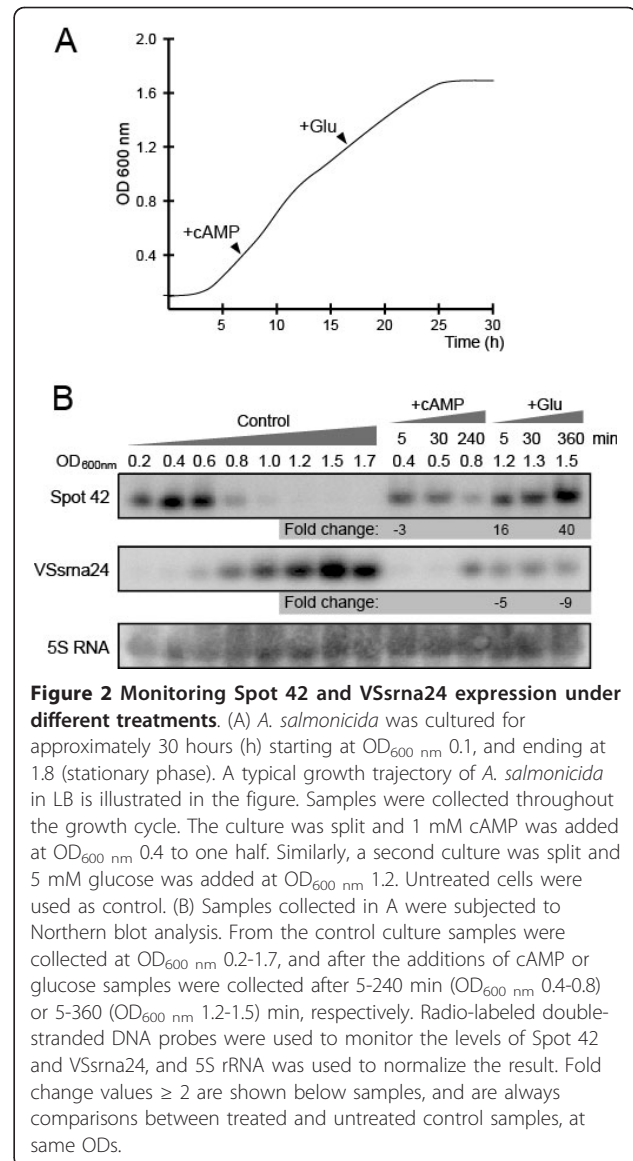 A
2.0
1.6
1.2
0.8
0.4
OD 600 nm
+cAMP
+Glu
5 10 15 20 25 30
Time (h)
B
Control +cAMP +Glu
5 30 240 5 30 360 min
OD600nm 0.2 0.4 0.6 0.8 1.0 1.2 1.5 1.7 0.4 0.5 0.8 1.2 1.3 1.5
Spot 42
Fold change: -3 16 40
VSsrna24
Fold change: -5 -9
5S RNA
Figure 2 Monitoring Spot 42 and VSsrna24 expression under
different treatments. (A) A. salmonicida was cultured for
approximately 30 hours (h) starting at OD600 nm 0.1, and ending at
1.8 (stationary phase). A typical growth trajectory of A. salmonicida
in LB is illustrated in the figure. Samples were collected throughout
the growth cycle. The culture was split and 1 mM cAMP was added
at OD600 nm 0.4 to one half. Similarly, a second culture was split and
5 mM glucose was added at OD600 nm 1.2. Untreated cells were
used as control. (B) Samples collected in A were subjected to
Northern blot analysis. From the control culture samples were
collected at OD600 nm 0.2-1.7, and after the additions of cAMP or
glucose samples were collected after 5-240 min (OD600 nm 0.4-0.8)
or 5-360 (OD600 nm 1.2-1.5) min, respectively. Radio-labeled double-
stranded DNA probes were used to monitor the levels of Spot 42
and VSsrna24, and 5S rRNA was used to normalize the result. Fold
change values ≥ 2 are shown below samples, and are always
comparisons between treated and untreated control samples, at
same ODs.